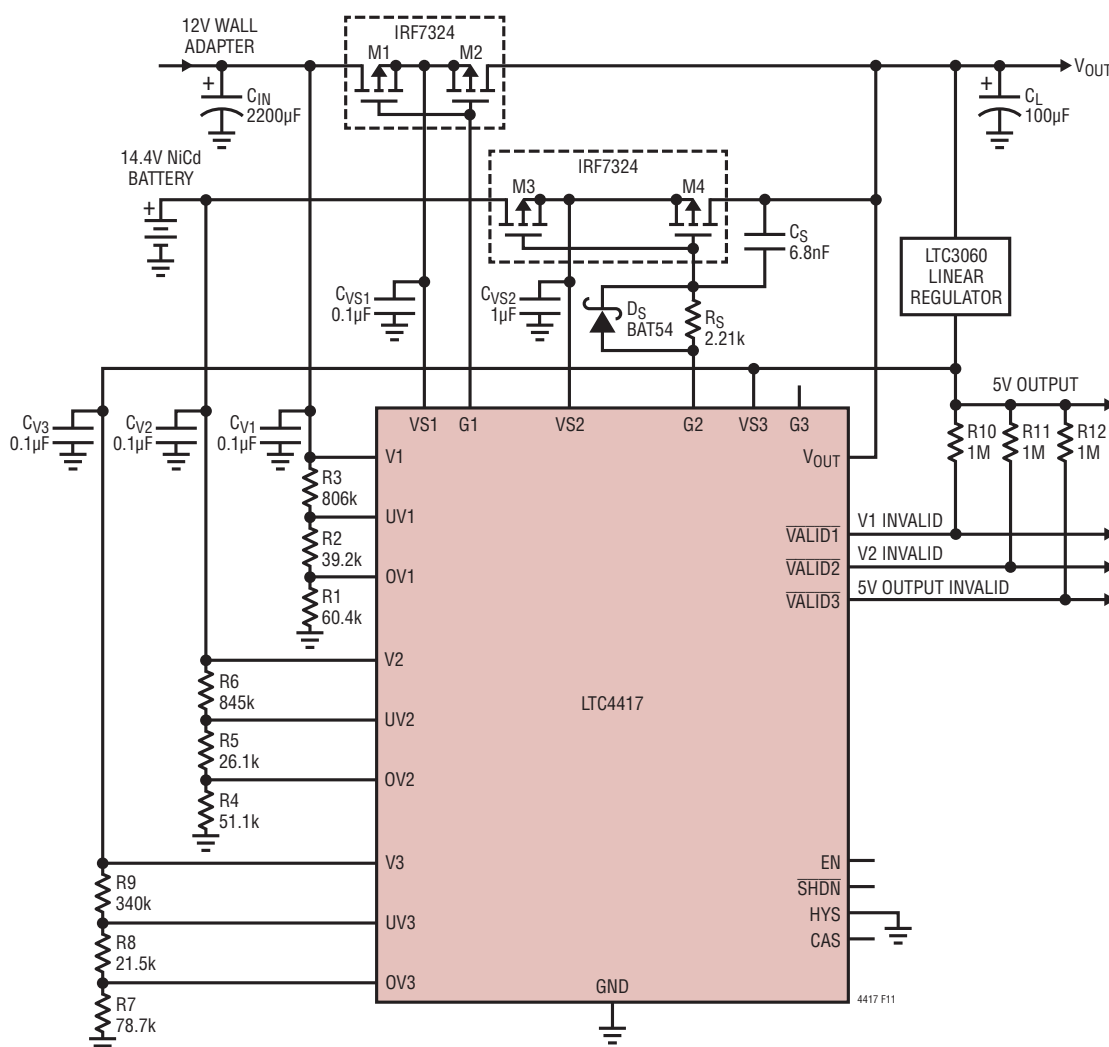 12V WALL
ADAPTER
IRF7324
M1
M2
VOUT
+
CIN
2200µF
+
CL
100µF
14.4V NiCd
BATTERY
+
IRF7324
M3
M4
CS
6.8nF
LTC3060
LINEAR
REGULATOR
CVS1
0.1µF
CVS2
1µF
DS
BAT54
RS
2.21k
5V OUTPUT
CV3
0.1µF
CV2
0.1µF
CV1
0.1µF
VS1
G1
VS2
G2
VS3
G3
R10
1M
R11
1M
R12
1M
V1
VOUT
R3
806k
UV1
R2
39.2k
OV1
R1
60.4k
VALID1
V1 INVALID
VALID2
V2 INVALID
VALID3
5V OUTPUT INVALID
V2
R6
845k
UV2
R5
26.1k
OV2
R4
51.1k
LTC4417
V3
R9
340k
UV3
R8
21.5k
OV3
R7
78.7k
EN
SHDN
HYS
CAS
GND
4417 F11